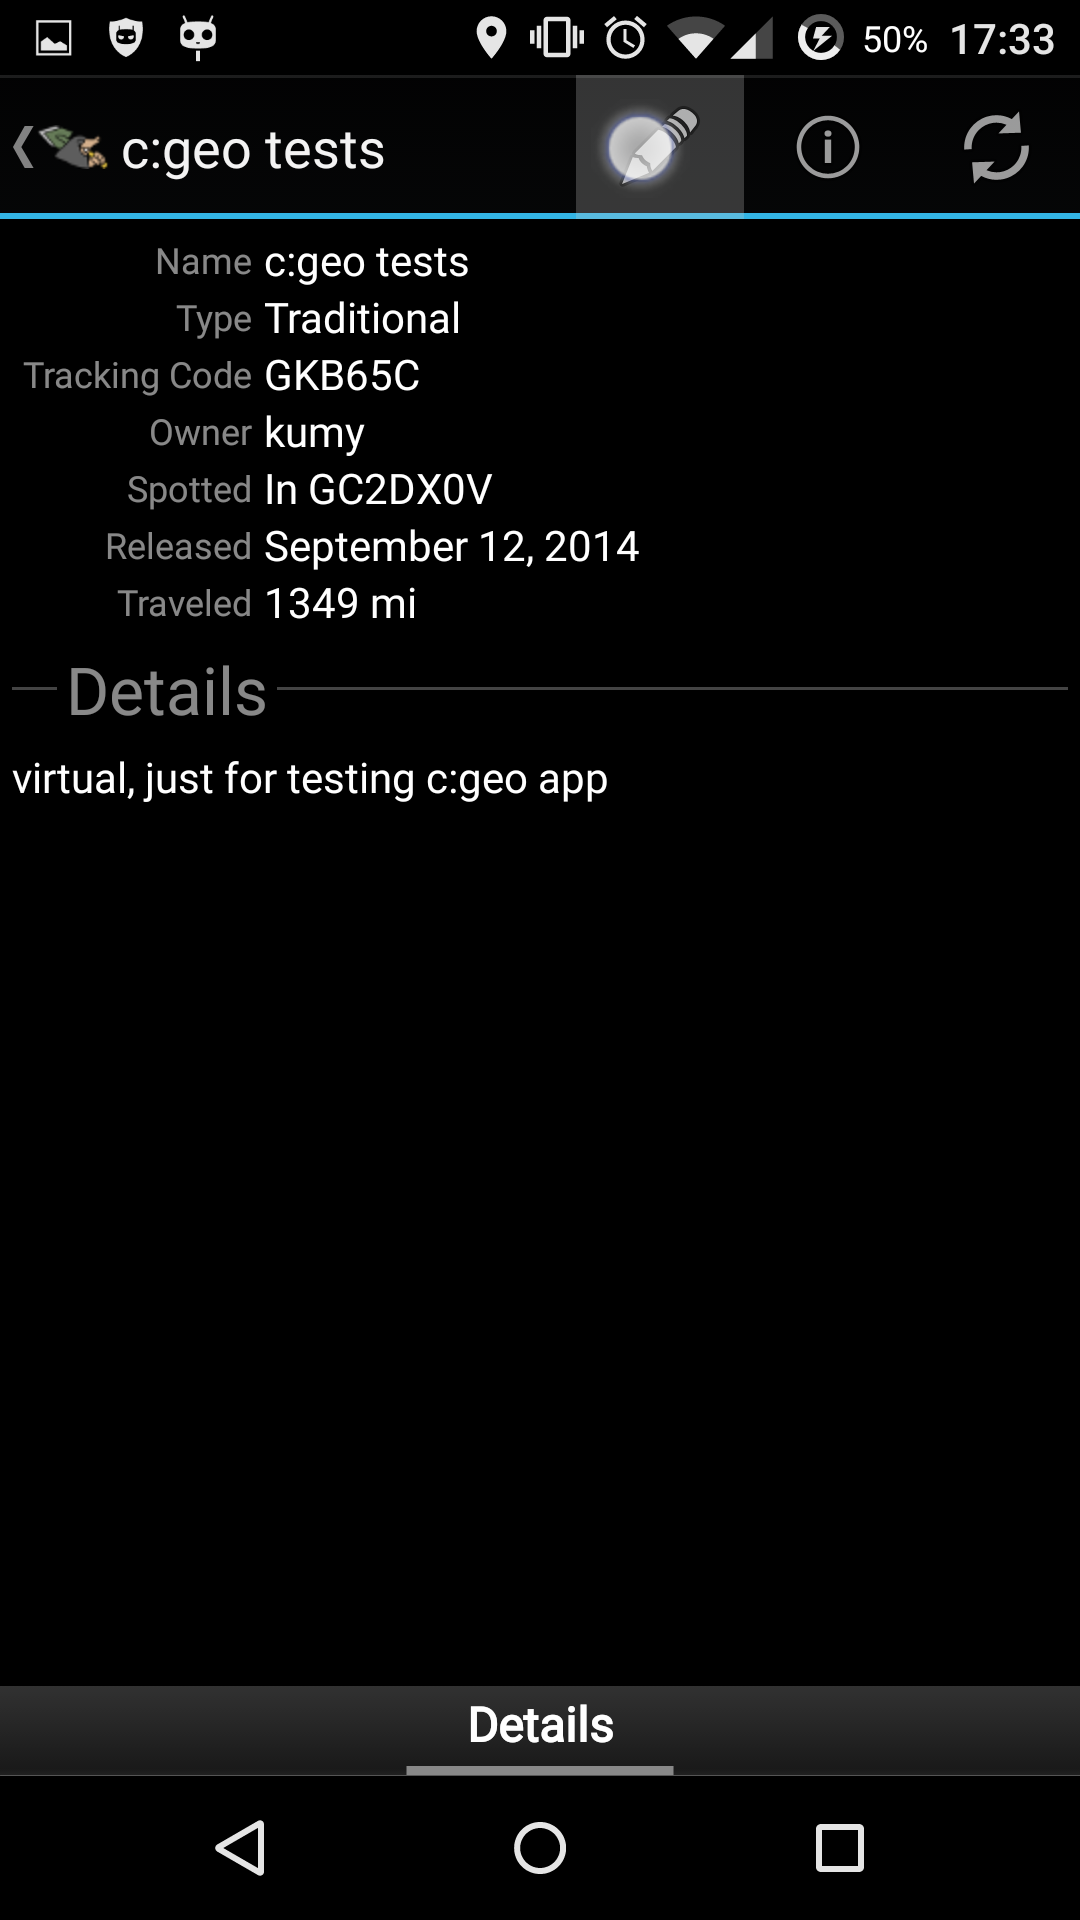 50% 17:33
c:geo tests
Name c:geo tests
Type Traditional
Tracking Code GKB65C
Owner kumy
Spotted In GC2DX0V
Released September 12, 2014
Traveled 1349 mi
Details
virtual, just for testing c:geo app
Details